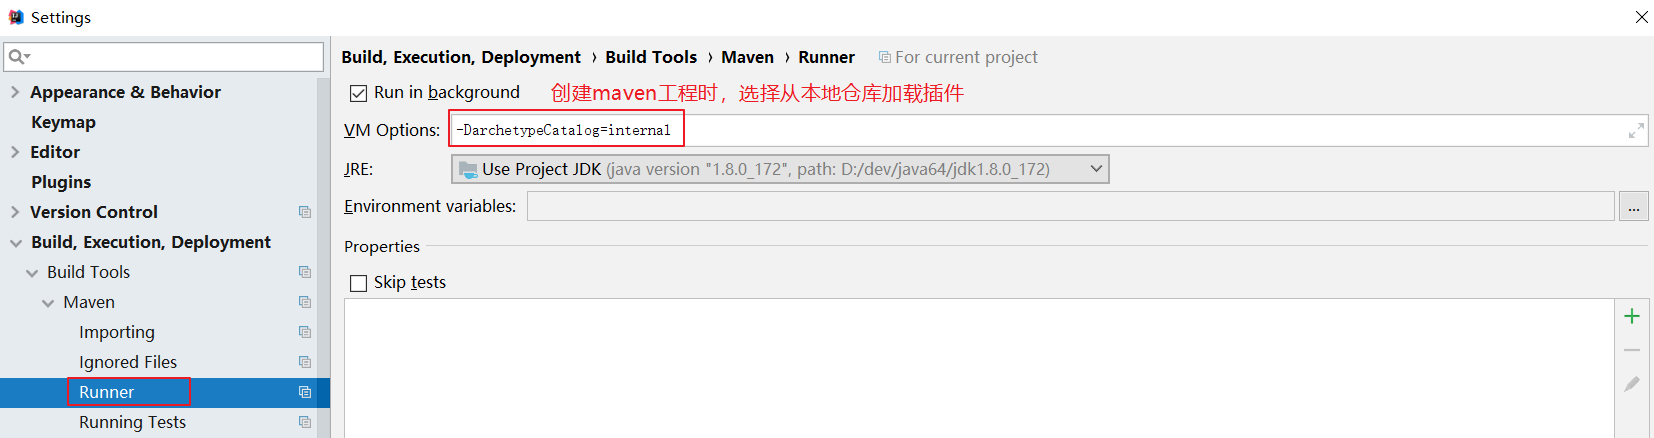 Settings
Appearance & Behavior
Keymap
Editor
Plugins
Version Control
Build, Execution, Deployment
Build Tools
Maven
Importing
Ignored Files
Runner
Running Tests
Build, Execution, Deployment › Build Tools › Maven › Runner For current project
Run in background 创建maven工程时，选择从本地仓库加载插件
VM Options: -DarchetypeCatalog=internal
JRE: Use Project JDK (java version "1.8.0_172", path: D:/dev/java64/jdk1.8.0_172)
Environment variables: ...
Properties
Skip tests